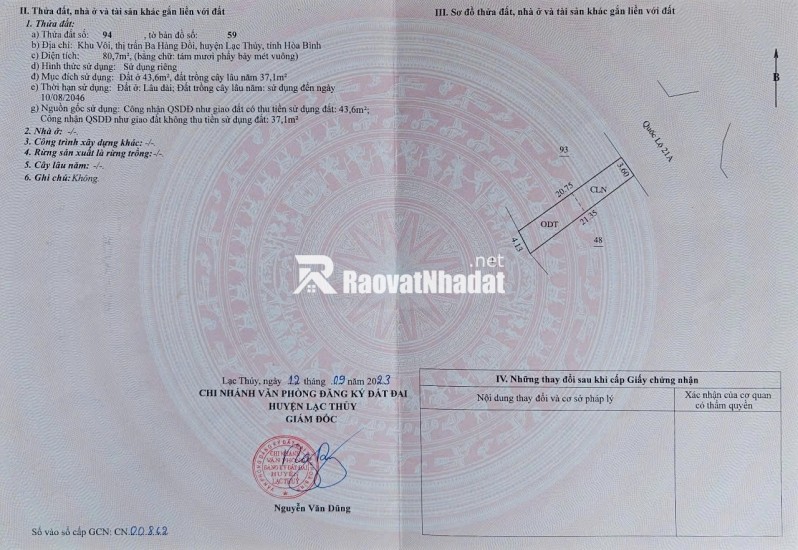 II. Thửa đất, nhà ở và tài sản khác gắn liền với đất
1. Thửa đất:
a) Thửa đất số: 94 , tờ bản đồ số: 59
b) Địa chỉ: Khu Vôi, thị trấn Ba Hàng Đồi, huyện Lạc Thủy, tỉnh Hòa Bình
c) Diện tích: 80,7m², (bằng chữ: tám mươi phẩy bảy mét vuông)
d) Hình thức sử dụng: Sử dụng riêng
đ) Mục đích sử dụng: Đất ở 43,6m², đất trồng cây lâu năm 37,1m²
e) Thời hạn sử dụng: Đất ở: Lâu dài; Đất trồng cây lâu năm: sử dụng đến ngày
10/08/2046
g) Nguồn gốc sử dụng: Công nhận QSDĐ như giao đất có thu tiền sử dụng đất: 43,6m²;
Công nhận QSDĐ như giao đất không thu tiền sử dụng đất: 37,1m²
2. Nhà ở: -/-
3. Công trình xây dựng khác: -/-
4. Rừng sản xuất là rừng trồng: -/-
5. Cây lâu năm: -/-
6. Ghi chú: Không.
III. Sơ đồ thửa đất, nhà ở và tài sản khác gắn liền với đất
B
Quốc Lộ 21A
93
3.60
20.75
CLN
ODT
21.35
4.13
48
RaovatNhadat
.net
Lạc Thủy, ngày 12 tháng 09 năm 2023
CHI NHÁNH VĂN PHÒNG ĐĂNG KÝ ĐẤT ĐAI
HUYỆN LẠC THỦY
GIÁM ĐỐC
CHI NHÁNH
VĂN PHÒNG
ĐĂNG KÝ ĐẤT ĐAI
HUYỆN
LẠC THỦY
Nguyễn Văn Dũng
Số vào sổ cấp GCN: CN.00.862
IV. Những thay đổi sau khi cấp Giấy chứng nhận
Nội dung thay đổi và cơ sở pháp lý
Xác nhận của cơ quan
có thẩm quyền